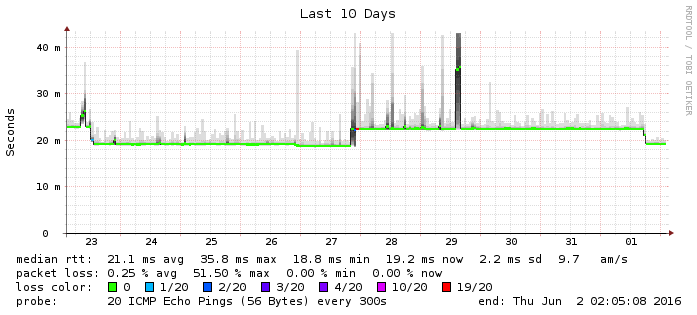 Last 10 Days
RRDTOOL / TOBI OETIKER
Seconds
40 m
30 m
20 m
10 m
0
23 24 25 26 27 28 29 30 31 01
median rtt: 21.1 ms avg 35.8 ms max 18.8 ms min 19.2 ms now 2.2 ms sd 9.7 am/s
packet loss: 0.25 % avg 51.50 % max 0.00 % min 0.00 % now
loss color: 0 1/20 2/20 3/20 4/20 10/20 19/20
probe: 20 ICMP Echo Pings (56 Bytes) every 300s end: Thu Jun 2 02:05:08 2016